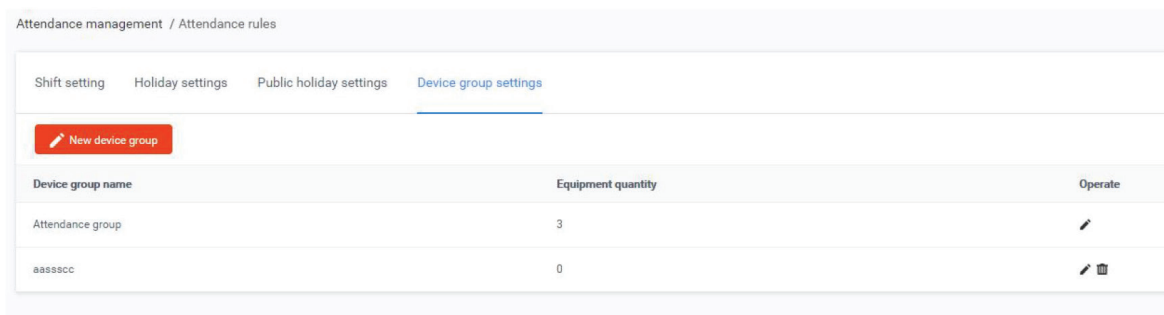 Attendance management / Attendance rules
Shift setting Holiday settings Public holiday settings Device group settings
New device group
Device group name Equipment quantity Operate
Attendance group 3
aassscc 0